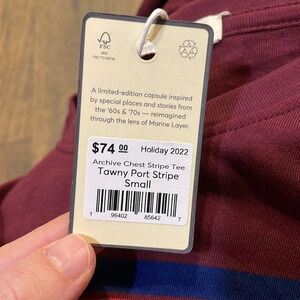 FSC
MIX
A limited-edition capsule inspired
by special places and stories from
the '60s & '70s — reimagined
through the lens of Marine Layer.
$74 00 Holiday 2022
Archive Chest Stripe Tee
Tawny Port Stripe
Small
1 96402 85642 7